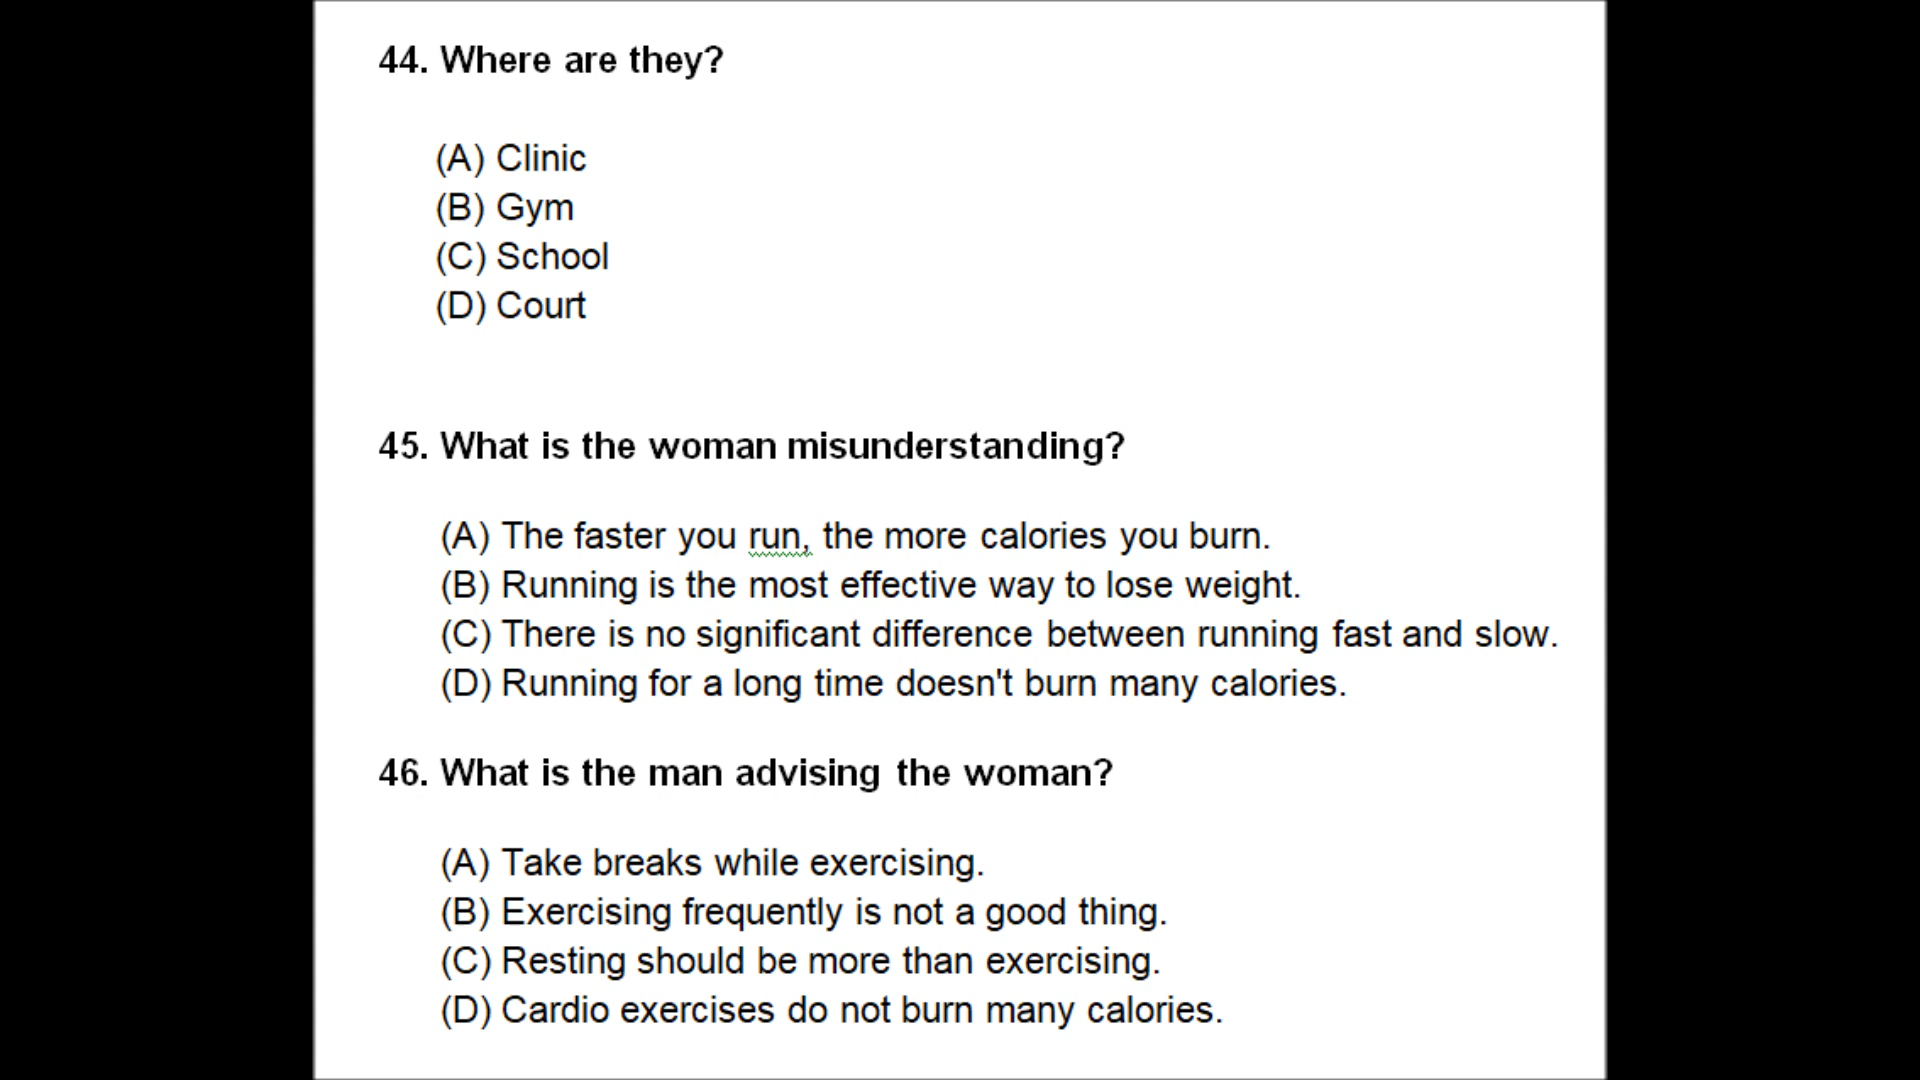 44. Where are they?
(A) Clinic
(B) Gym
(C) School
(D) Court
45. What is the woman misunderstanding?
(A) The faster you run, the more calories you burn.
(B) Running is the most effective way to lose weight.
(C) There is no significant difference between running fast and slow.
(D) Running for a long time doesn't burn many calories.
46. What is the man advising the woman?
(A) Take breaks while exercising.
(B) Exercising frequently is not a good thing.
(C) Resting should be more than exercising.
(D) Cardio exercises do not burn many calories.